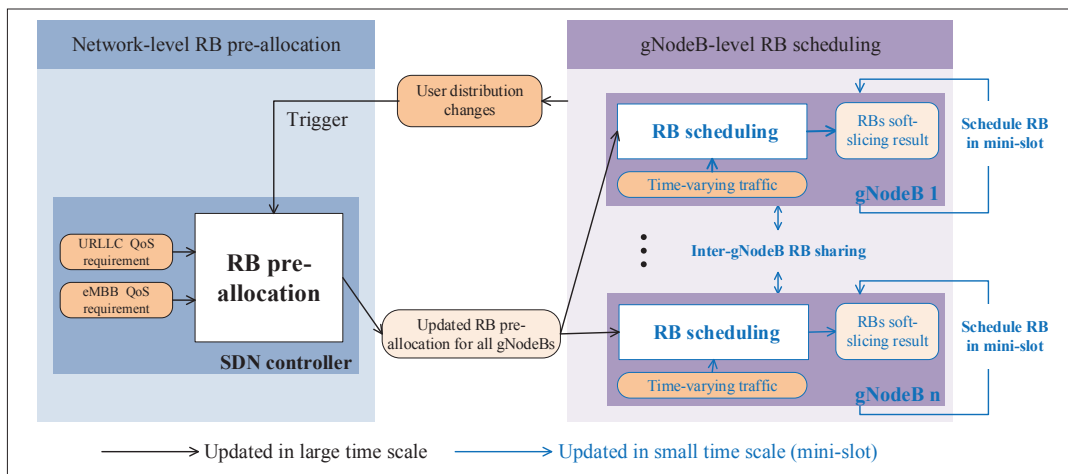 Network-level RB pre-allocation
gNodeB-level RB scheduling
User distribution
changes
Trigger
URLLC QoS
requirement
eMBB QoS
requirement
RB pre-
allocation
SDN controller
Updated RB pre-
allocation for all gNodeBs
RB scheduling
Time-varying traffic
RBs soft-
slicing result
gNodeB 1
Schedule RB
in mini-slot
Inter-gNodeB RB sharing
RB scheduling
Time-varying traffic
RBs soft-
slicing result
gNodeB n
Schedule RB
in mini-slot
Updated in large time scale
Updated in small time scale (mini-slot)